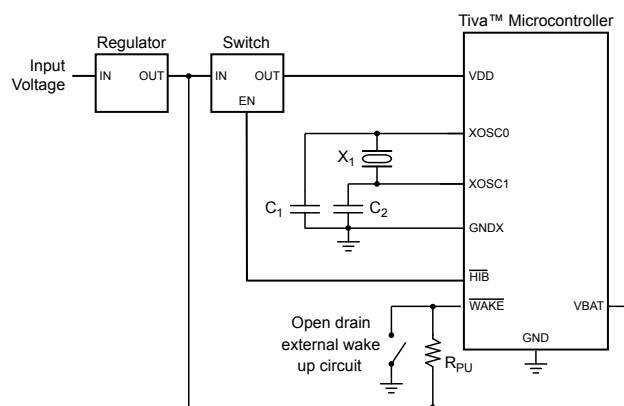 Tiva™ Microcontroller
Regulator
Switch
Input
Voltage
IN
OUT
IN
OUT
EN
VDD
XOSC0
X1
XOSC1
C1
C2
GNDX
HIB
WAKE
VBAT
Open drain
external wake
up circuit
RPU
GND